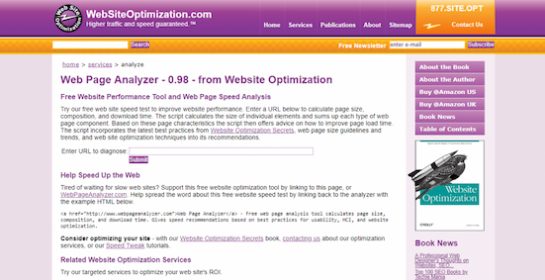 WebSiteOptimization.com
Higher traffic and speed guaranteed.™
877.SITE.OPT
Home Services Publications About Sitemap Contact Us
Search Free Newsletter enter e-mail Subscribe
home > services > analyze
Web Page Analyzer - 0.98 - from Website Optimization
Free Website Performance Tool and Web Page Speed Analysis
Try our free web site speed test to improve website performance. Enter a URL below to calculate page size,
composition, and download time. The script calculates the size of individual elements and sums up each type of web
page component. Based on these page characteristics the script then offers advice on how to improve page load time.
The script incorporates the latest best practices from Website Optimization Secrets, web page size guidelines and
trends, and web site optimization techniques into its recommendations.
Enter URL to diagnose:
Submit
Help Speed Up the Web
Tired of waiting for slow web sites? Support this free website optimization tool by linking to this page, or
WebPageAnalyzer.com. Help spread the word about this free website speed test by linking back to the analyzer with
the example HTML below.
<a href="http://www.webpageanalyzer.com">Web Page Analyzer</a> - free web page analysis tool calculates page size,
composition, and download time. Gives speed recommendations based on best practices for usability, HCI, and website
optimization.
Consider optimizing your site - with our Website Optimization Secrets book, contacting us about our optimization
services, or our Speed Tweak tutorials.
Related Website Optimization Services
Try our targeted services to optimize your web site's ROI.
About the Book
About the Author
Buy @Amazon US
Buy @Amazon UK
Book News
Table of Contents
Website
Optimization
O'REILLY
Book News
A Professional Web
Designer's Thoughts on
Websites, SEO...
Top 100 SEO Books by
Techie Mania